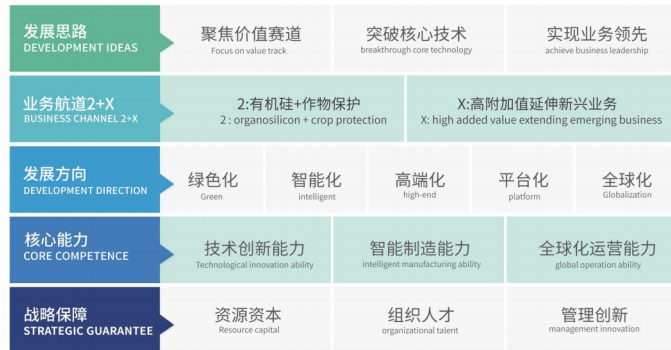 发展思路
DEVELOPMENT IDEAS
聚焦价值赛道
Focus on value track
突破核心技术
breakthrough core technology
实现业务领先
achieve business leadership
业务航道2+X
BUSINESS CHANNEL 2+X
2:有机硅+作物保护
2 : organosilicon + crop protection
X:高附加值延伸新兴业务
X: high added value extending emerging business
发展方向
DEVELOPMENT DIRECTION
绿色化
Green
智能化
intelligent
高端化
high-end
平台化
platform
全球化
Globalization
核心能力
CORE COMPETENCE
技术创新能力
Technological innovation ability
智能制造能力
intelligent manufacturing ability
全球化运营能力
global operation ability
战略保障
STRATEGIC GUARANTEE
资源资本
Resource capital
组织人才
organizational talent
管理创新
management innovation